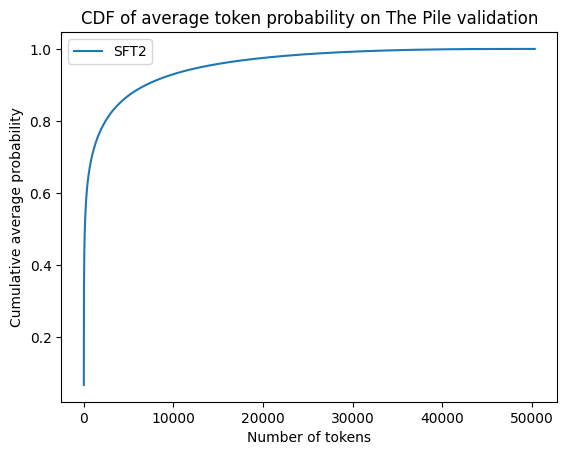 CDF of average token probability on The Pile validation
SFT2
Cumulative average probability
1.0
0.8
0.6
0.4
0.2
0 10000 20000 30000 40000 50000
Number of tokens